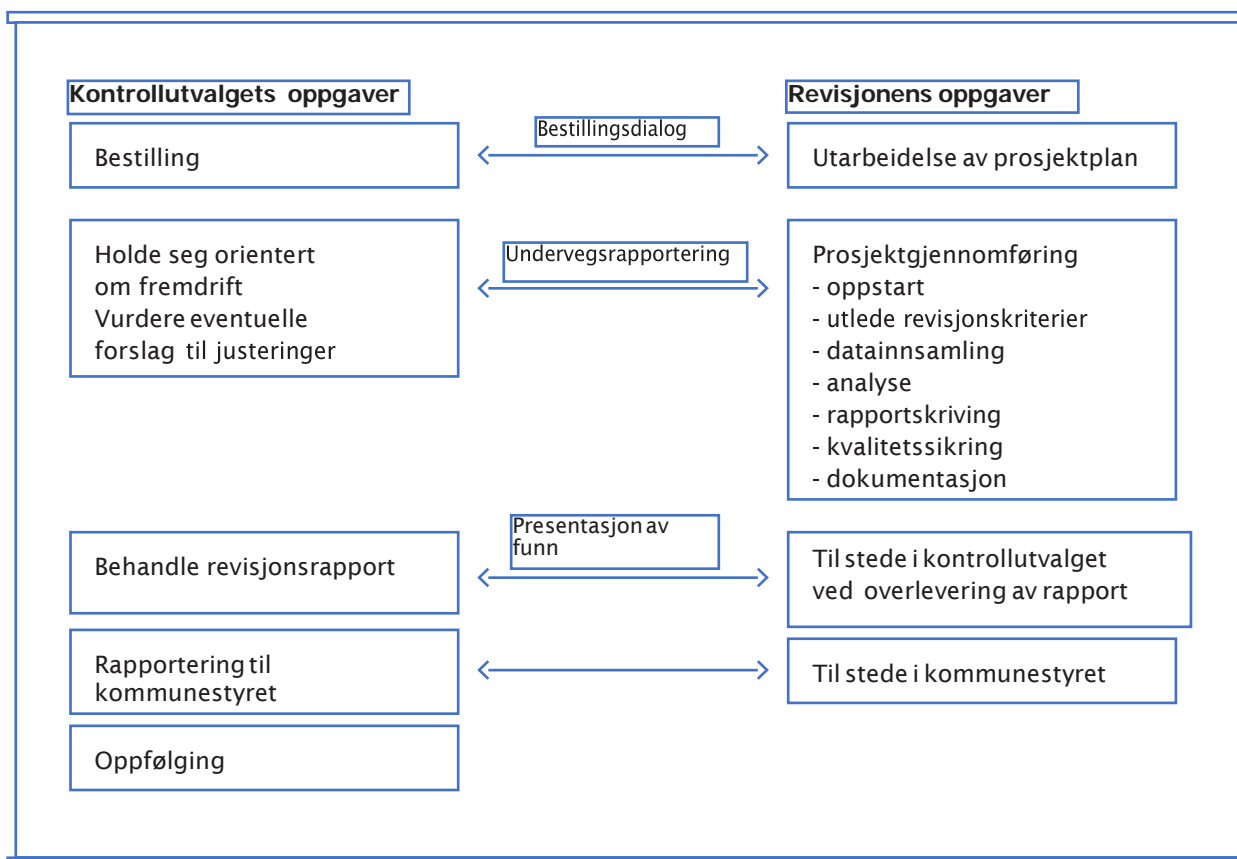 Kontrollutvalgets oppgaver
Revisjonens oppgaver
Bestilling
Bestillingsdialog
Utarbeidelse av prosjektplan
Holde seg orientert
om fremdrift
Vurdere eventuelle
forslag til justeringer
Undervegsrapportering
Prosjektgjennomføring
- oppstart
- utlede revisjonskriterier
- datainnsamling
- analyse
- rapportskriving
- kvalitetssikring
- dokumentasjon
Behandle revisjonsrapport
Presentasjon av
funn
Til stede i kontrollutvalget
ved overlevering av rapport
Rapportering til
kommunestyret
Til stede i kommunestyret
Oppfølging